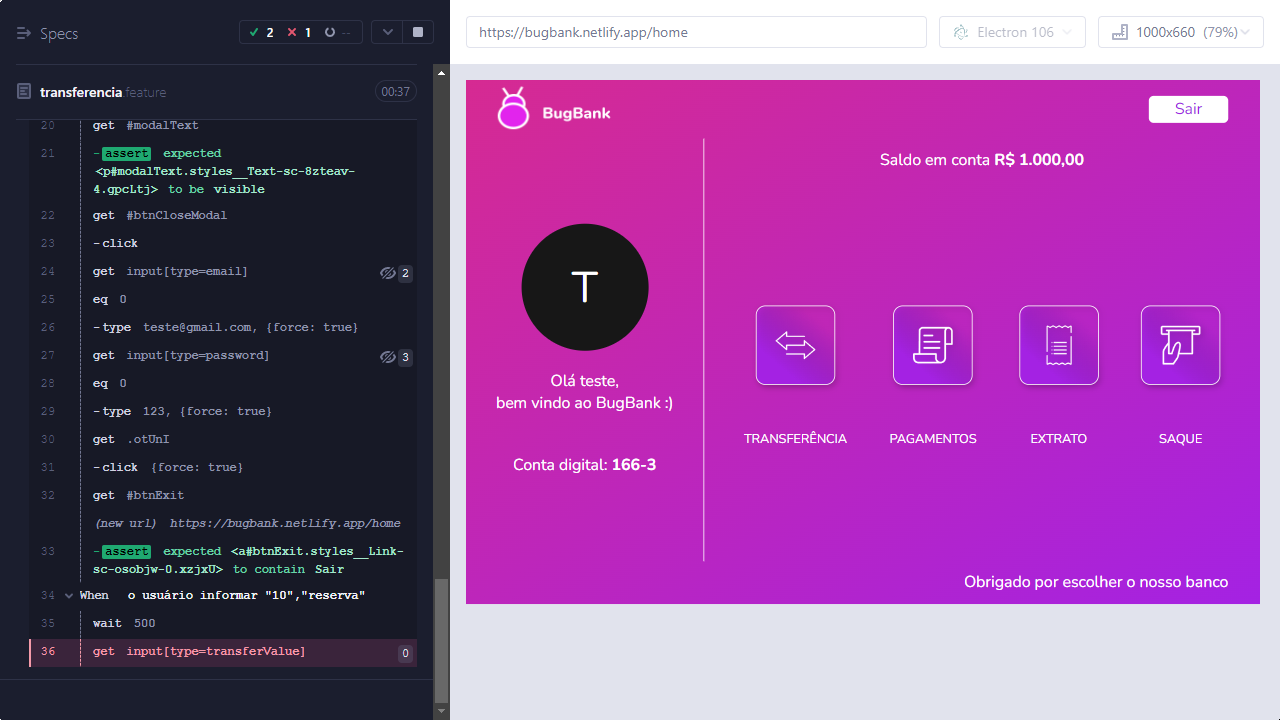 Specs
2
1
--
transferencia.feature
00:37
20 get #modalText
21 -assert expected
<p#modalText.styles__Text-sc-8zteav-
4.gpcLtj> to be visible
22 get #btnCloseModal
23 -click
24 get input[type=email] 2
25 eq 0
26 -type teste@gmail.com, {force: true}
27 get input[type=password] 3
28 eq 0
29 -type 123, {force: true}
30 get .otUnI
31 -click {force: true}
32 get #btnExit
(new url) https://bugbank.netlify.app/home
33 -assert expected <a#btnExit.styles__Link-
sc-osobjw-0.xzjxU> to contain Sair
34 When o usuário informar "10","reserva"
35 wait 500
36 get input[type=transferValue] 0
https://bugbank.netlify.app/home
Electron 106
1000x660 (79%)
BugBank
Sair
Saldo em conta R$ 1.000,00
T
Olá teste,
bem vindo ao BugBank :)
Conta digital: 166-3
TRANSFERÊNCIA
PAGAMENTOS
EXTRATO
SAQUE
Obrigado por escolher o nosso banco